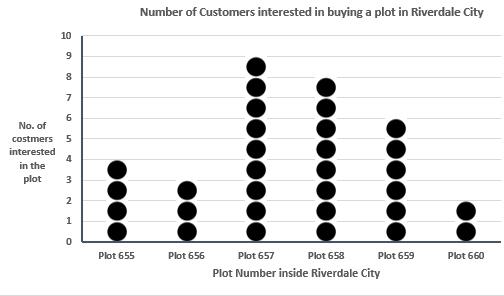 Number of Customers interested in buying a plot in Riverdale City
10
9
8
7
6
5
4
3
2
1
0
No. of
costmers
interested
in the
plot
Plot 655 Plot 656 Plot 657 Plot 658 Plot 659 Plot 660
Plot Number inside Riverdale City